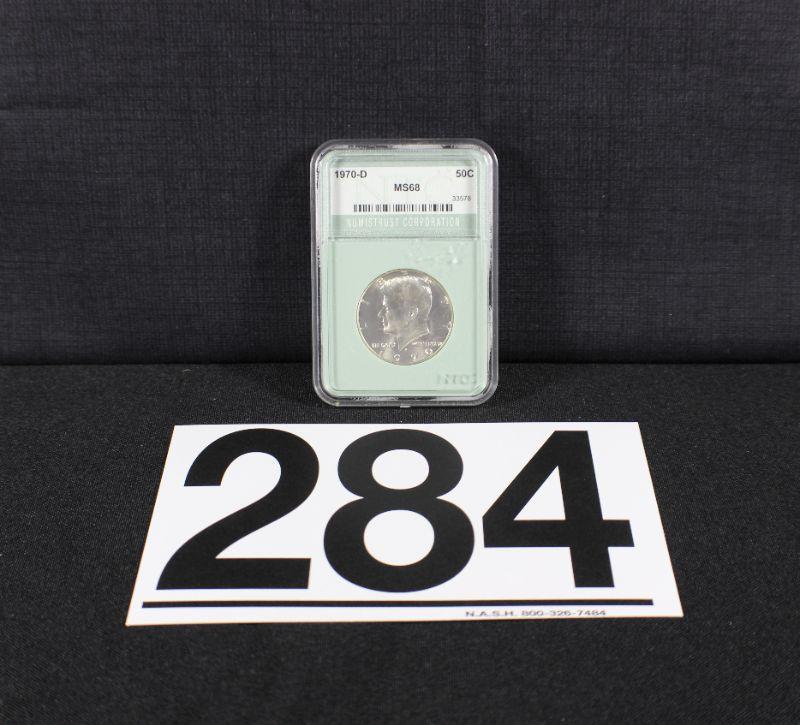 1970-D 50C
MS68
33578
NUMISTRUST CORPORATION
284
N.A.S.H. 800-326-7484